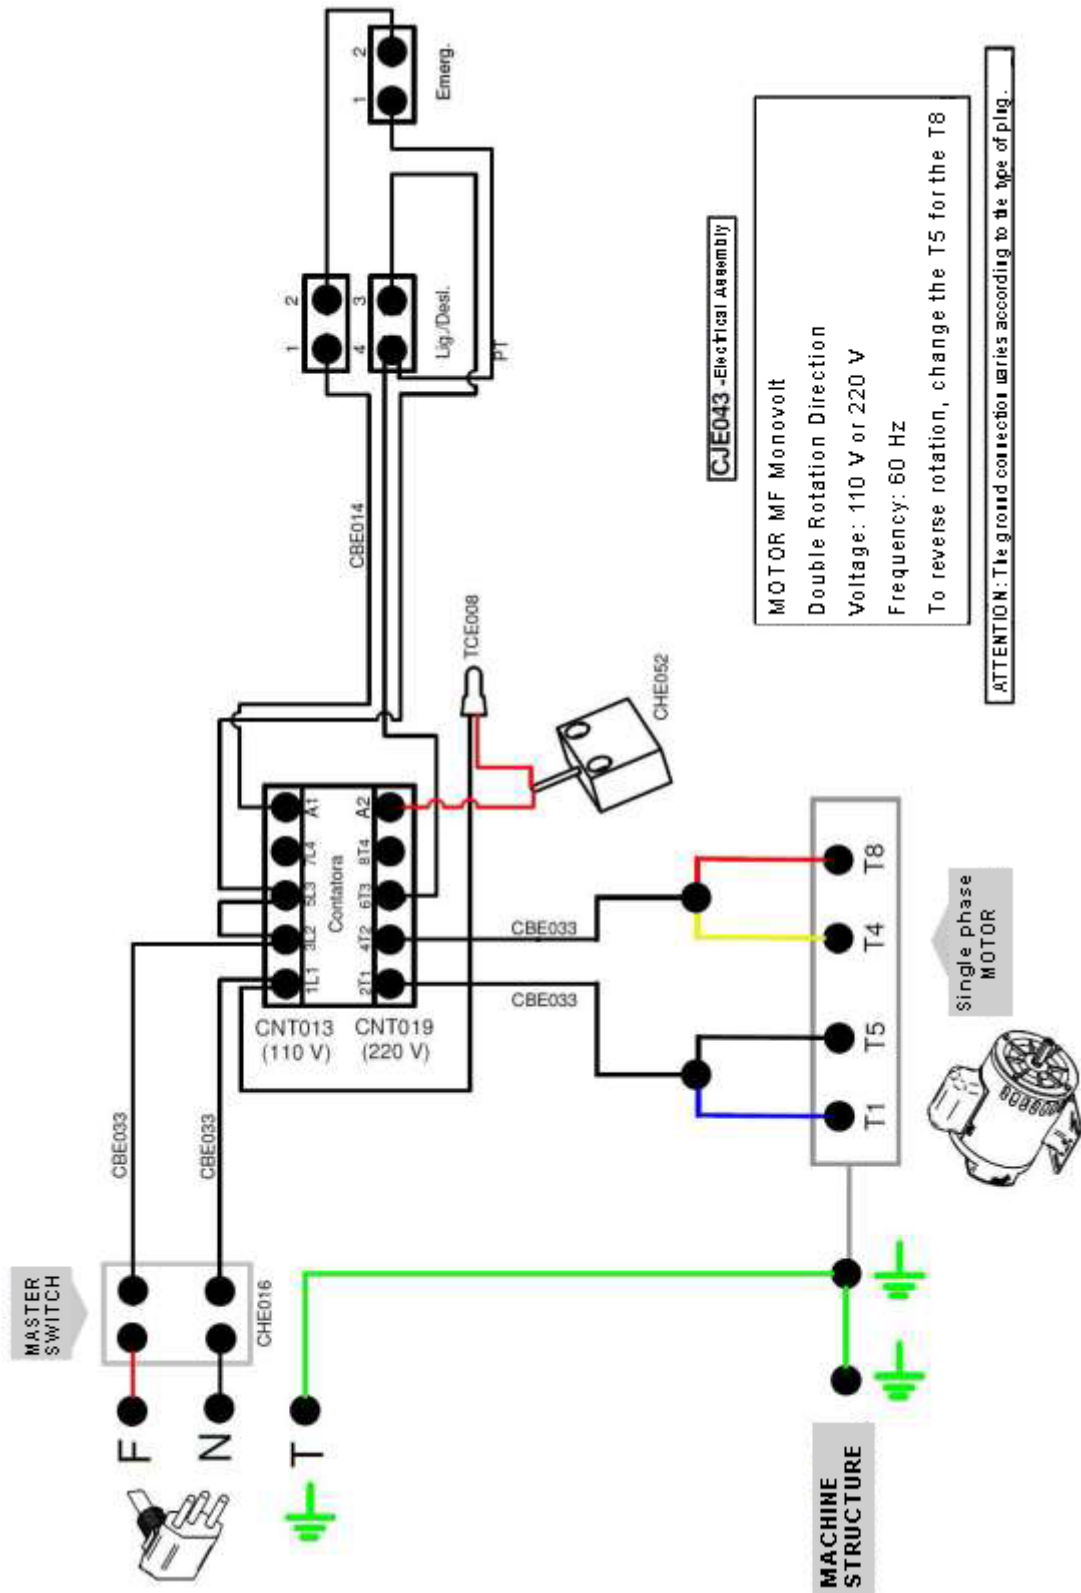 MASTER
SWITCH
F
N
T
CHE016
CBE033
CBE033
1L1
3L2
5L3
7L4
A1
Contatora
2T1
4T2
6T3
8T4
A2
CNT013
(110 V)
CNT019
(220 V)
CBE014
1
2
4
3
Lig./Desl.
PT
1
2
Emerg.
TCE008
CHE052
CBE033
CBE033
T1
T5
T4
T8
Single phase
MOTOR
MACHINE
STRUCTURE
CJE043 - Electrical Assembly
MOTOR MF Monovolt
Double Rotation Direction
Voltage: 110 V or 220 V
Frequency: 60 Hz
To reverse rotation, change the T5 for the T8
ATTENTION: The ground connection varies according to the type of plug.